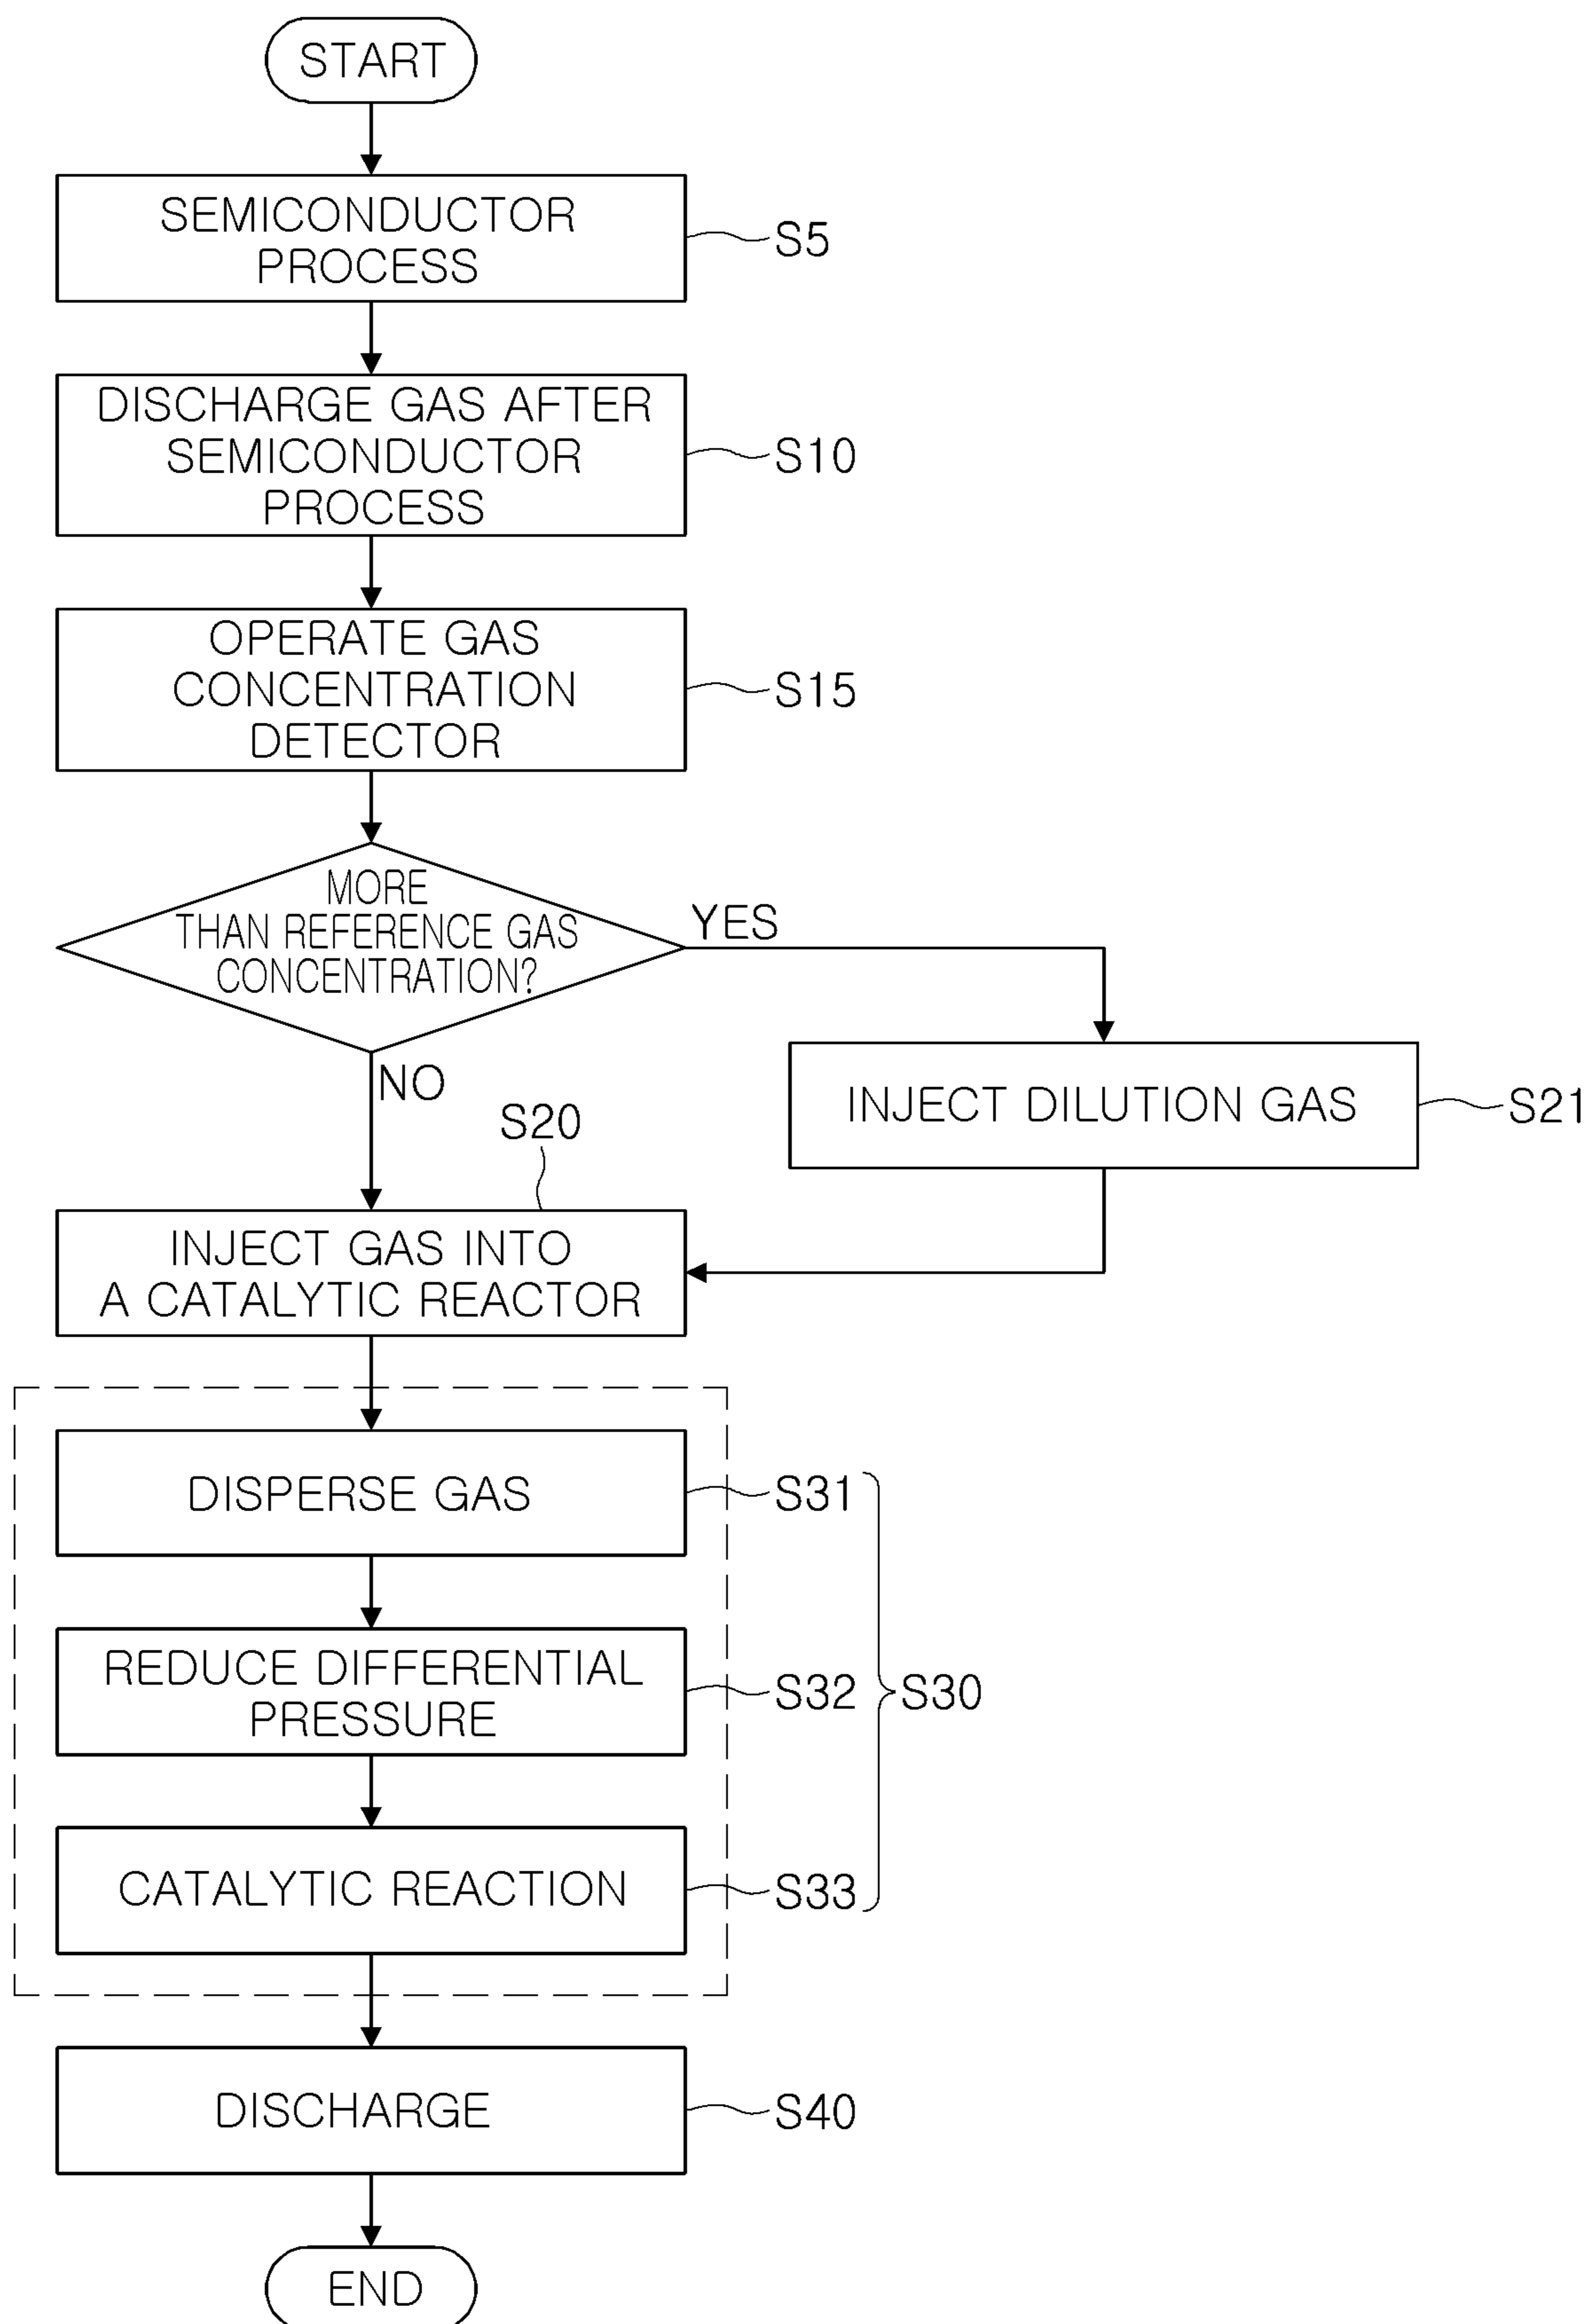 START
SEMICONDUCTOR
PROCESS
S5
DISCHARGE GAS AFTER
SEMICONDUCTOR
PROCESS
S10
OPERATE GAS
CONCENTRATION
DETECTOR
S15
MORE
THAN REFERENCE GAS
CONCENTRATION?
YES
NO
INJECT DILUTION GAS
S21
S20
INJECT GAS INTO
A CATALYTIC REACTOR
DISPERSE GAS
S31
REDUCE DIFFERENTIAL
PRESSURE
S32
S30
CATALYTIC REACTION
S33
DISCHARGE
S40
END